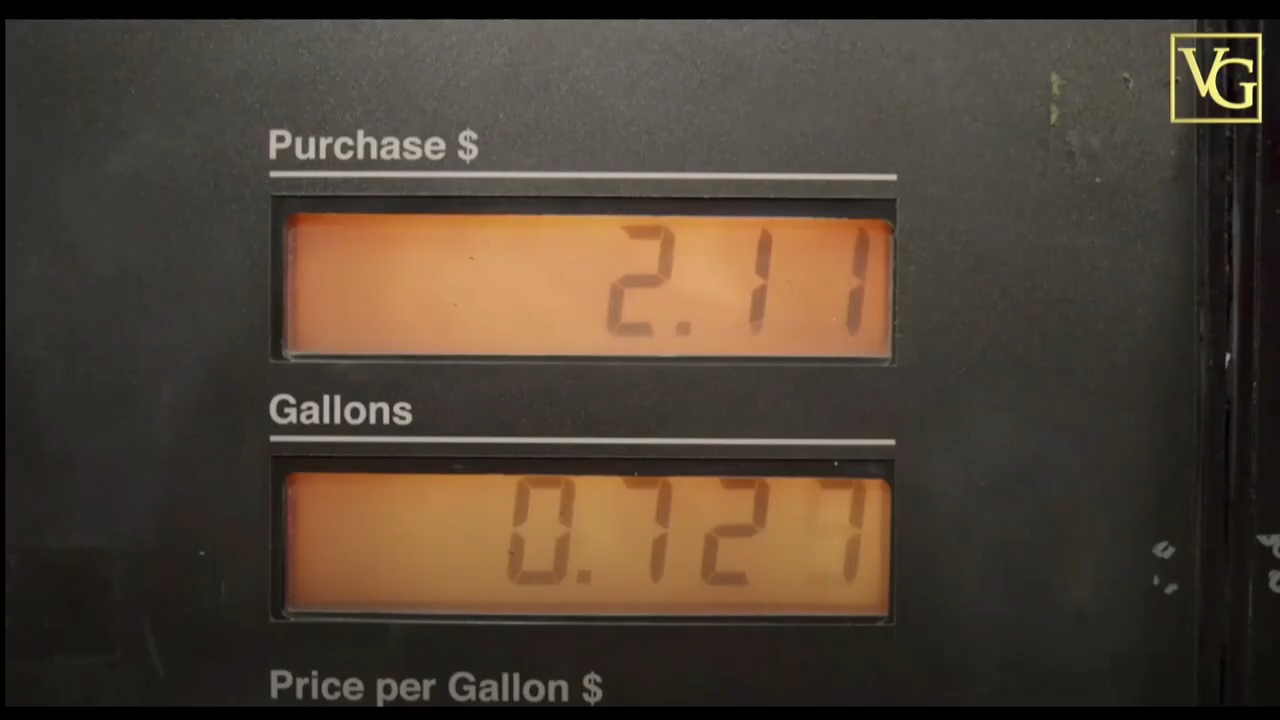 VG
Purchase $
2.11
Gallons
0.727
Price per Gallon $